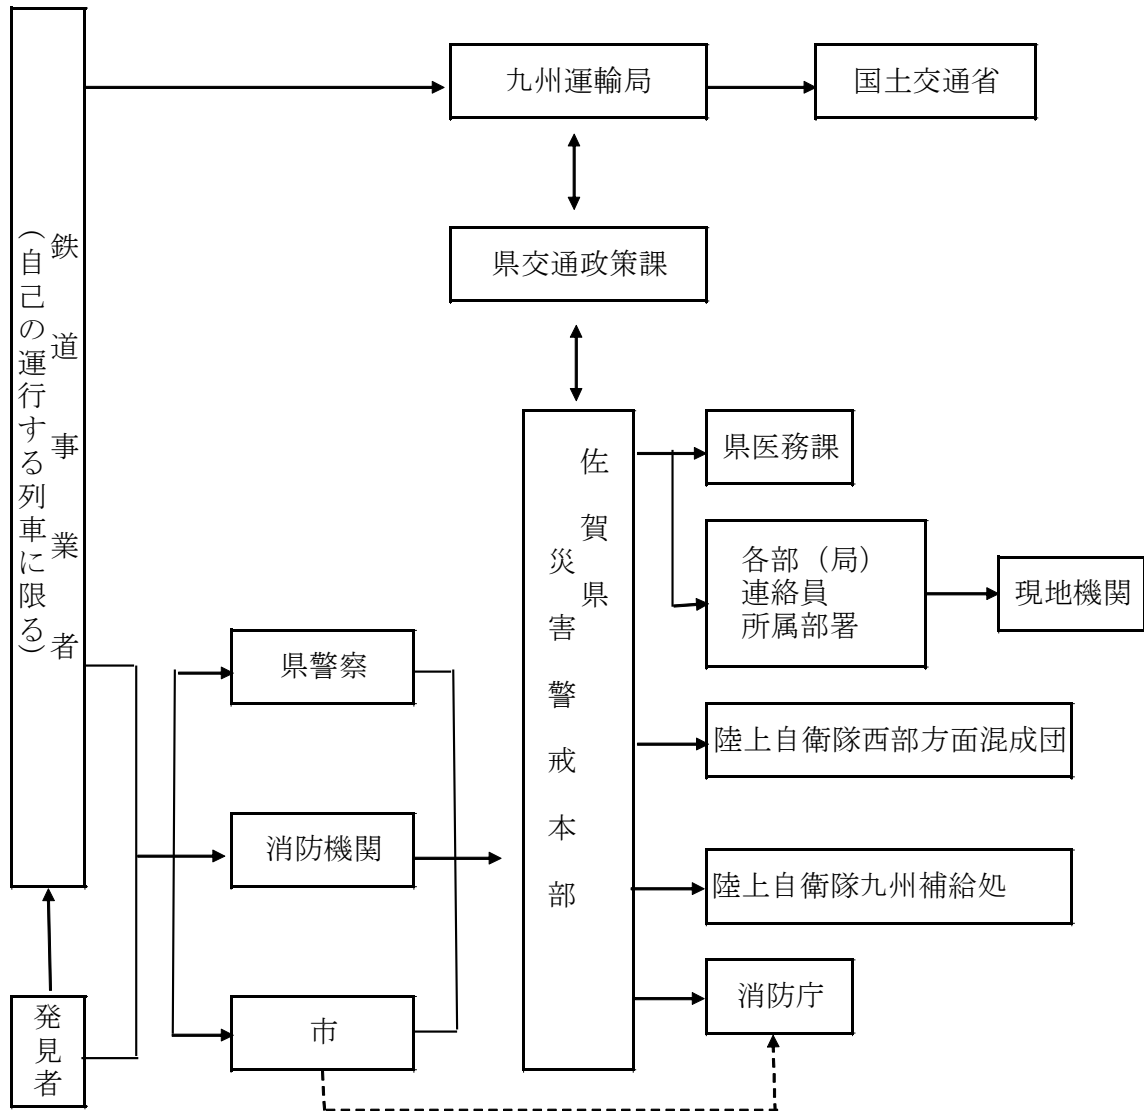 鉄道事業者
(自己の運行する列車に限る)
九州運輸局
国土交通省
県交通政策課
佐賀県
災害警戒本部
県医務課
各部（局）
連絡員
所属部署
現地機関
県警察
陸上自衛隊西部方面混成団
消防機関
陸上自衛隊九州補給処
発見者
市
消防庁